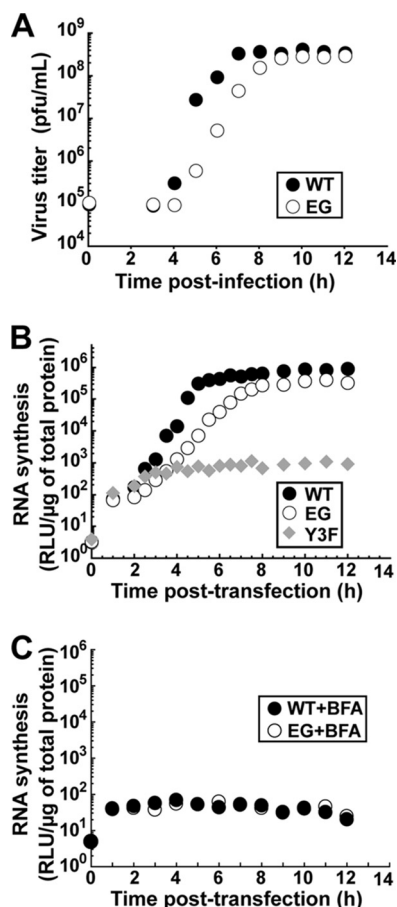 A
Virus titer (pfu/mL)
10⁹
10⁸
10⁷
10⁶
10⁵
10⁴
WT
EG
0 2 4 6 8 10 12 14
Time post-infection (h)
B
RNA synthesis
(RLU/µg of total protein)
10⁶
10⁵
10⁴
10³
10²
10¹
10⁰
WT
EG
Y3F
0 2 4 6 8 10 12 14
Time post-transfection (h)
C
RNA synthesis
(RLU/µg of total protein)
10⁶
10⁵
10⁴
10³
10²
10¹
10⁰
WT+BFA
EG+BFA
0 2 4 6 8 10 12 14
Time post-transfection (h)